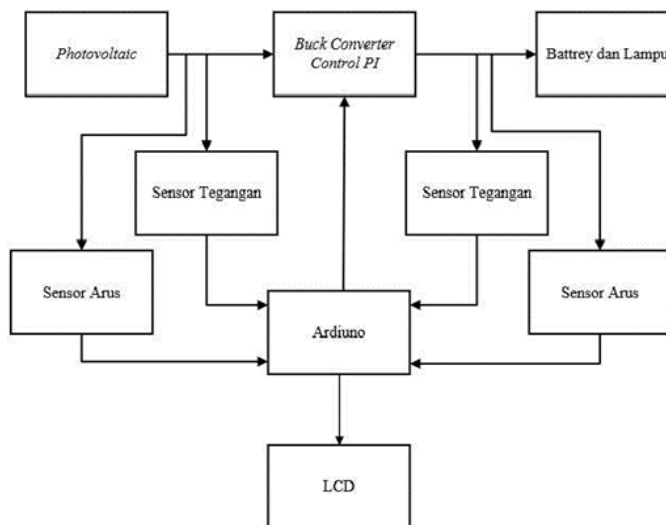 Photovoltaic
Buck Converter
Control PI
Battrey dan Lampu
Sensor Tegangan
Sensor Tegangan
Sensor Arus
Ardiuno
Sensor Arus
LCD